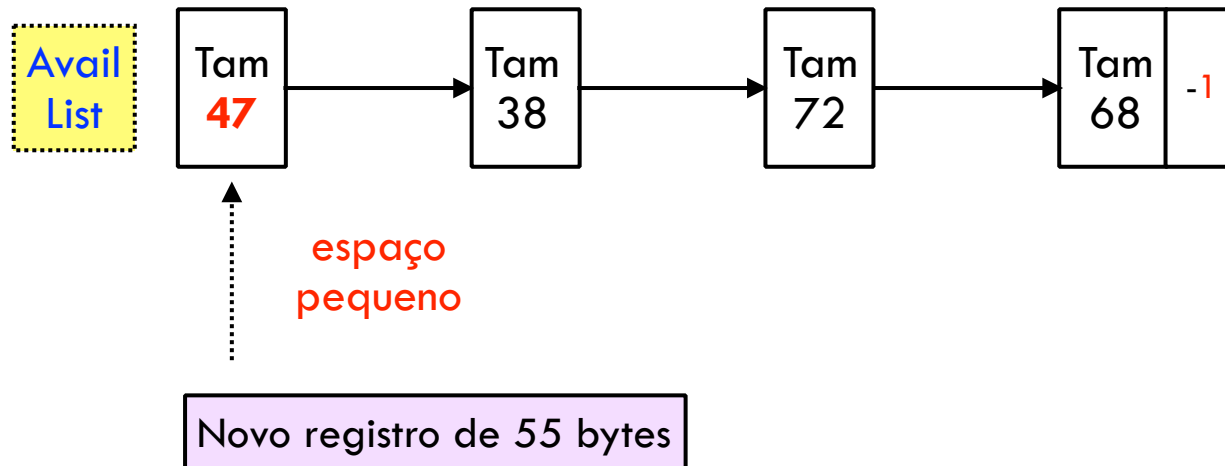 Avail
List
Tam
47
Tam
38
Tam
72
Tam
68
-1
espaço
pequeno
Novo registro de 55 bytes